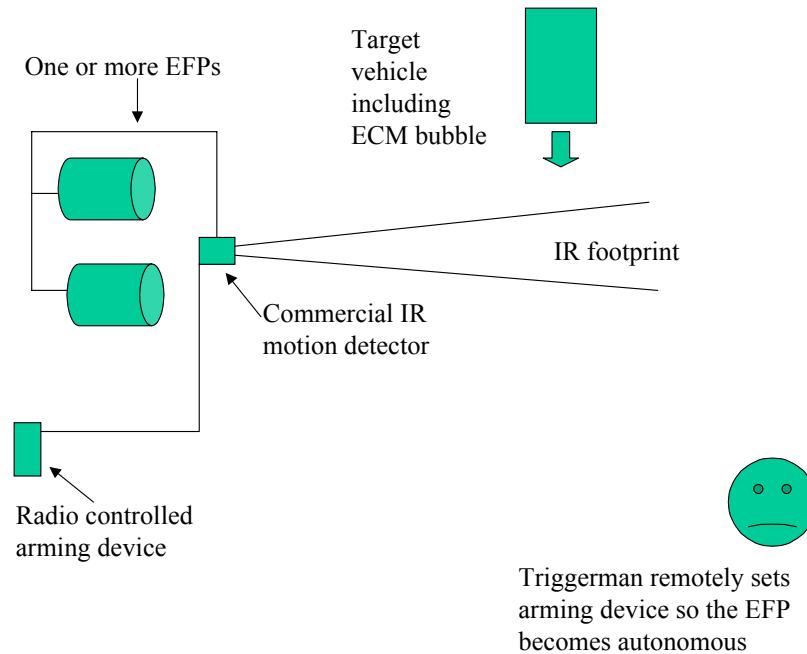 One or more EFPs
Target
vehicle
including
ECM bubble
IR footprint
Commercial IR
motion detector
Radio controlled
arming device
Triggerman remotely sets
arming device so the EFP
becomes autonomous